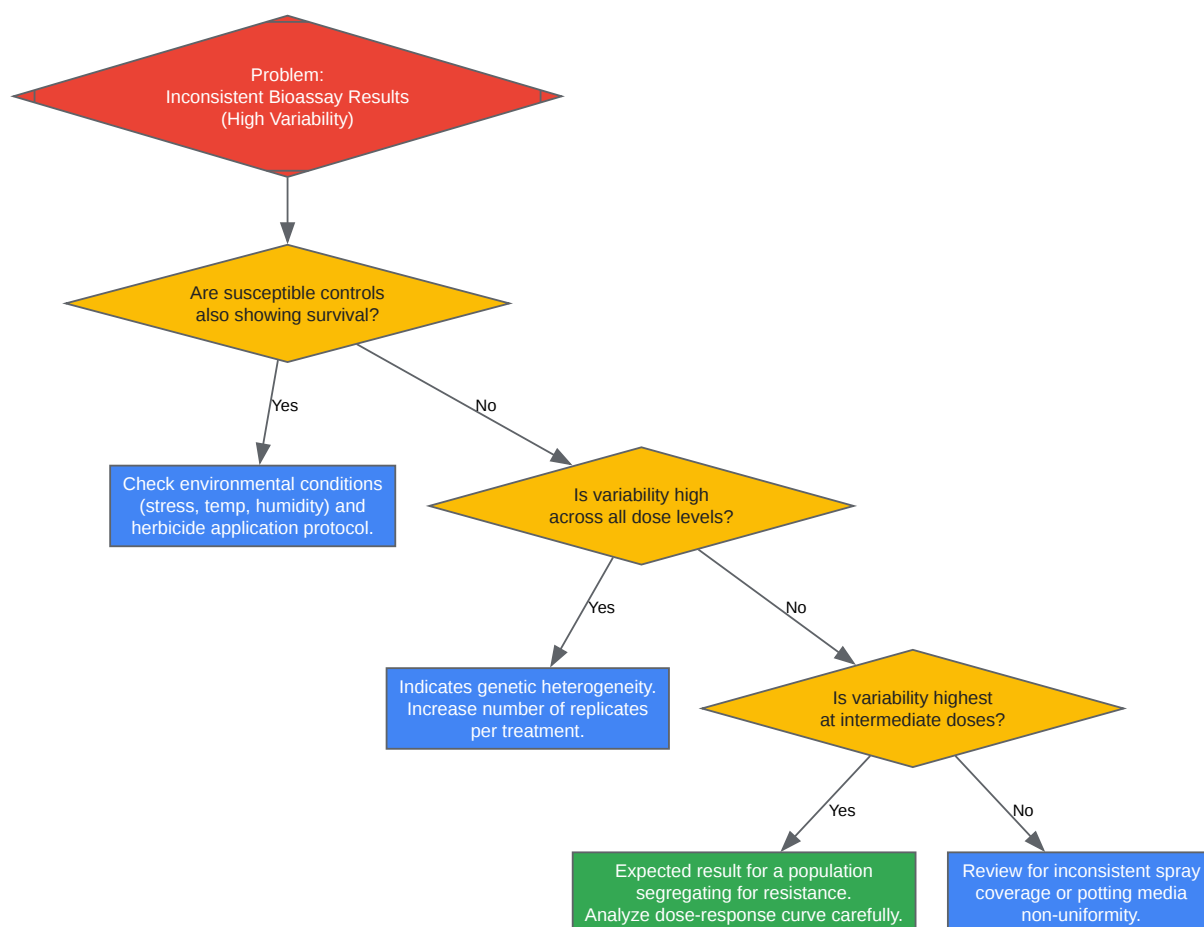 Problem:
Inconsistent Bioassay Results
(High Variability)
Are susceptible controls
also showing survival?
Yes
No
Check environmental conditions
(stress, temp, humidity) and
herbicide application protocol.
Is variability high
across all dose levels?
Yes
No
Indicates genetic heterogeneity.
Increase number of replicates
per treatment.
Is variability highest
at intermediate doses?
Yes
No
Expected result for a population
segregating for resistance.
Analyze dose-response curve carefully.
Review for inconsistent spray
coverage or potting media
non-uniformity.